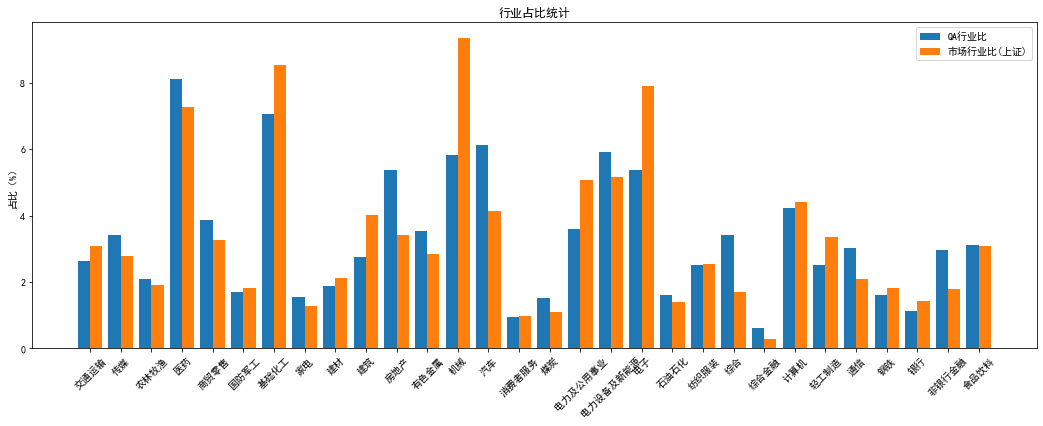 行业占比统计
QA行业比
市场行业比(上证)
占比 (%)
8
6
4
2
0
交通运输
传媒
农林牧渔
医药
商贸零售
国防军工
基础化工
家电
建材
建筑
房地产
有色金属
机械
汽车
消费者服务
煤炭
电力及公用事业
电力设备及新能源
电子
石油石化
纺织服装
综合
综合金融
计算机
轻工制造
通信
钢铁
银行
非银行金融
食品饮料